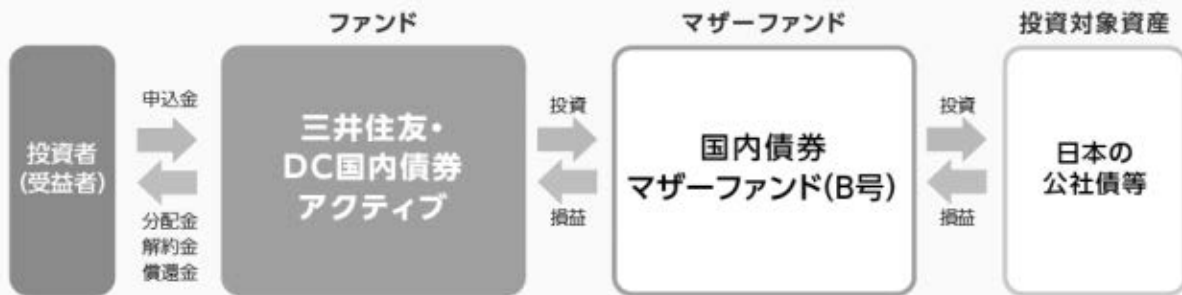 ファンド
マザーファンド
投資対象資産
投資者
(受益者)
申込金
分配金
解約金
償還金
三井住友・
DC国内債券
アクティブ
投資
損益
国内債券
マザーファンド(B号)
投資
損益
日本の
公社債等